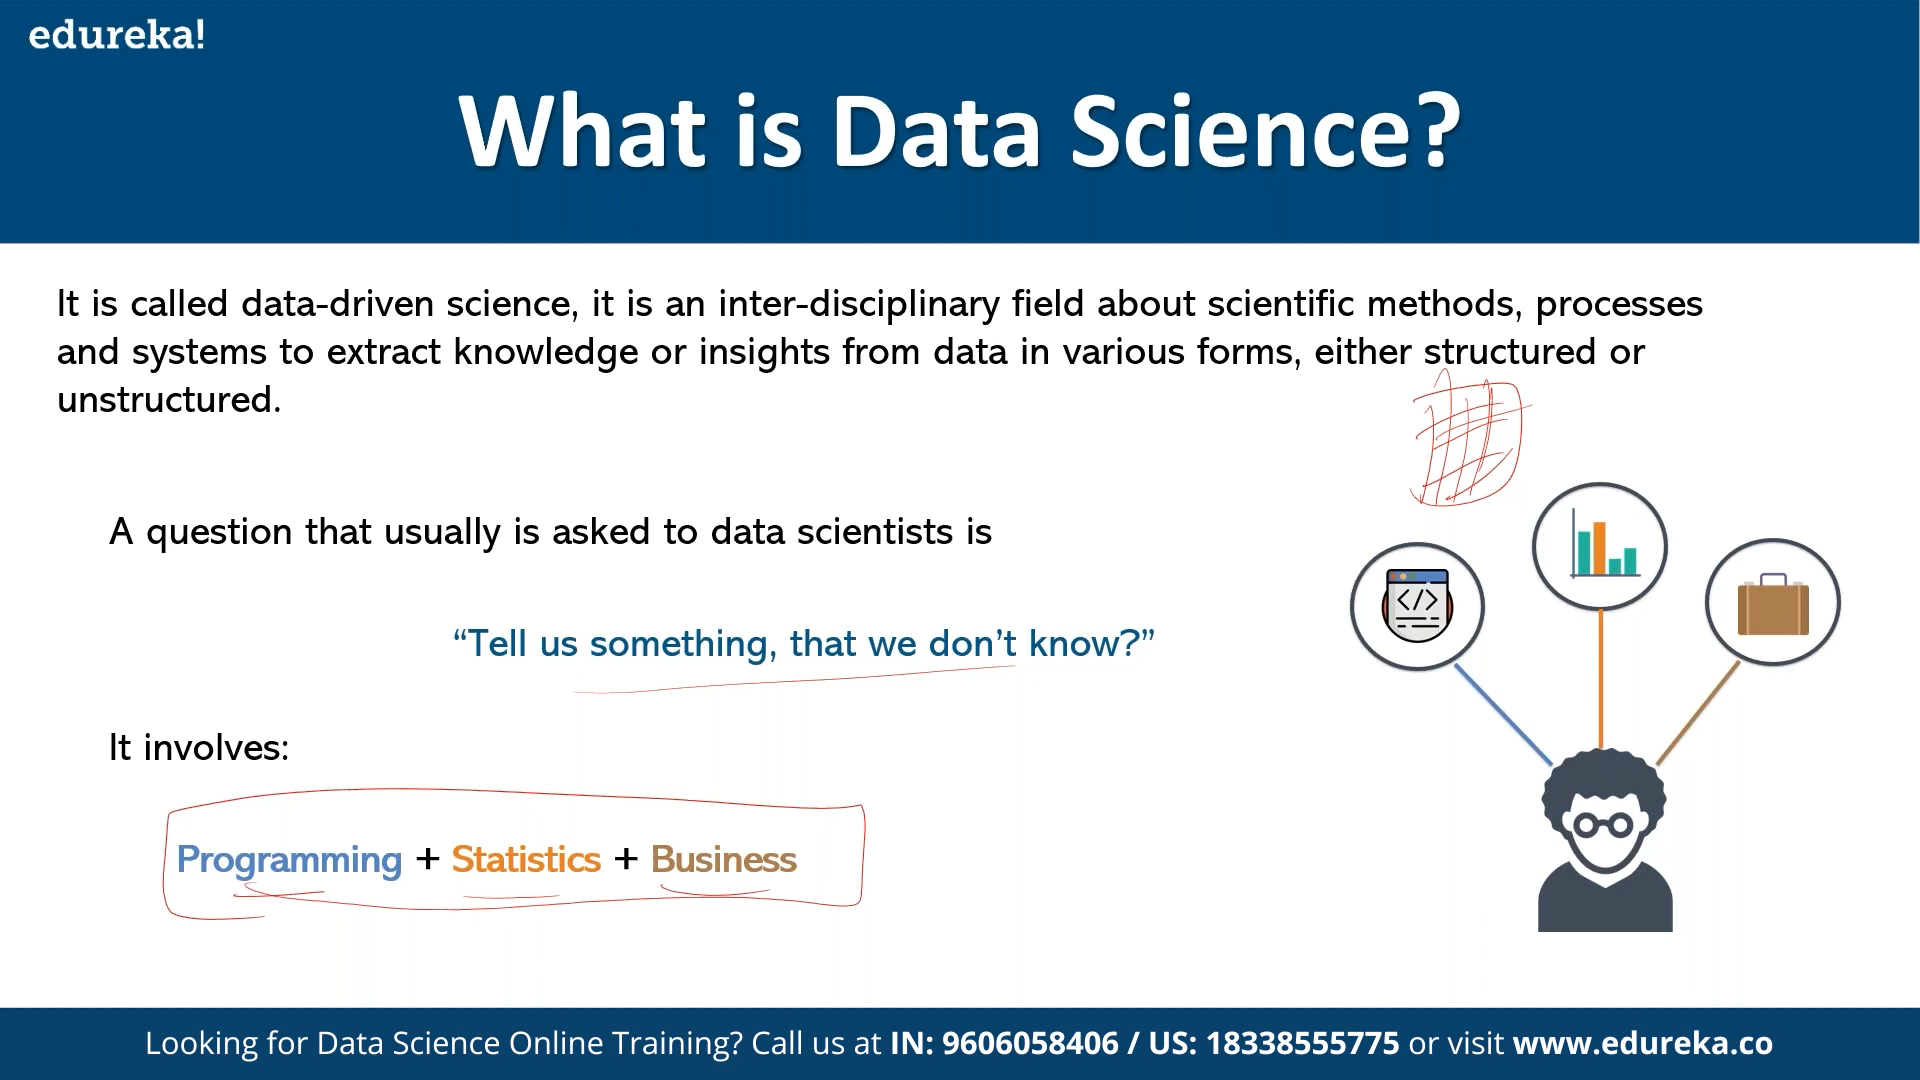 edureka!
What is Data Science?
It is called data-driven science, it is an inter-disciplinary field about scientific methods, processes
and systems to extract knowledge or insights from data in various forms, either structured or
unstructured.
A question that usually is asked to data scientists is
“Tell us something, that we don’t know?”
It involves:
Programming + Statistics + Business
</>
Looking for Data Science Online Training? Call us at IN: 9606058406 / US: 18338555775 or visit www.edureka.co